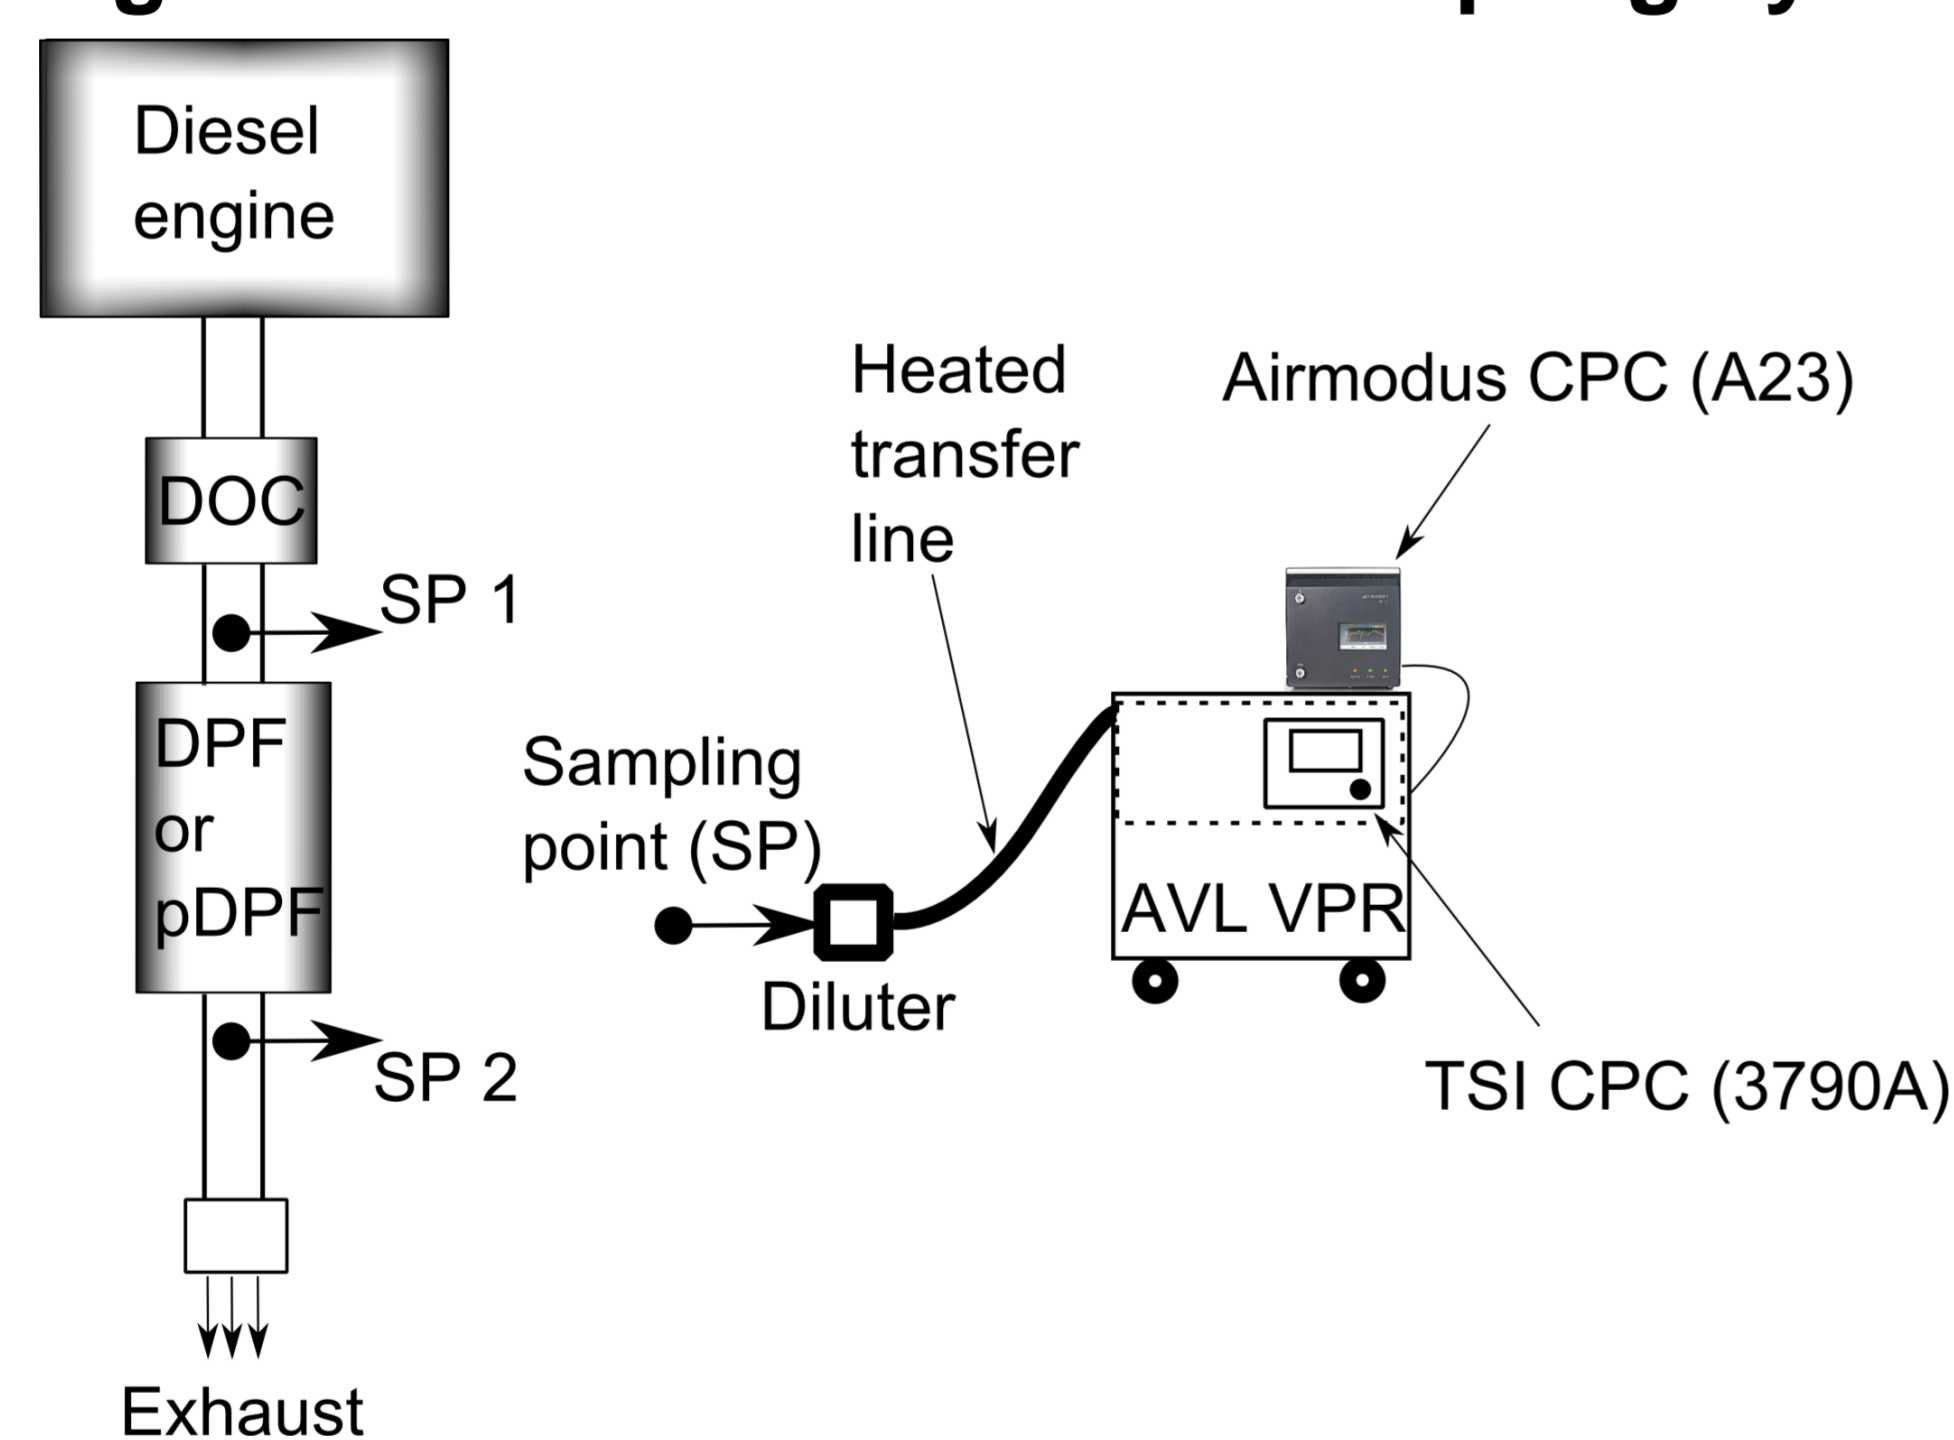 Diesel
engine
DOC
SP 1
DPF
or
pDPF
SP 2
Exhaust
Sampling
point (SP)
Diluter
Heated
transfer
line
Airmodus CPC (A23)
AVL VPR
TSI CPC (3790A)